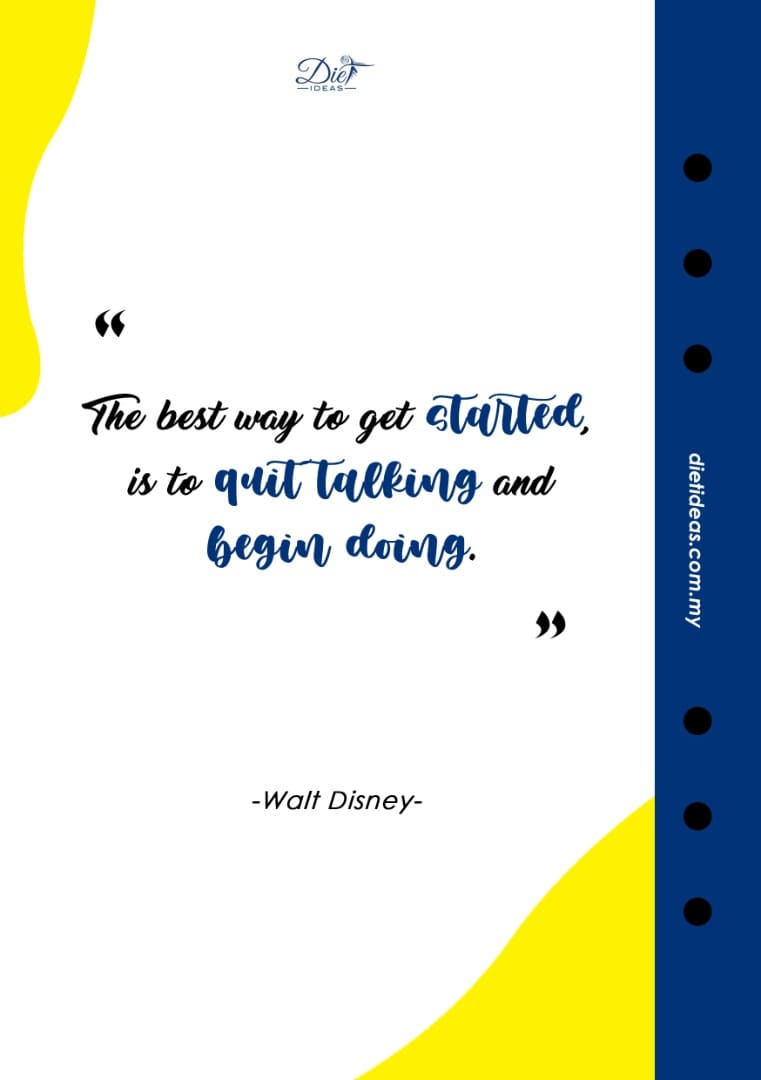 Diet
IDEAS
“
The best way to get started,
is to quit talking and
begin doing.
”
-Walt Disney-
dietideas.com.my